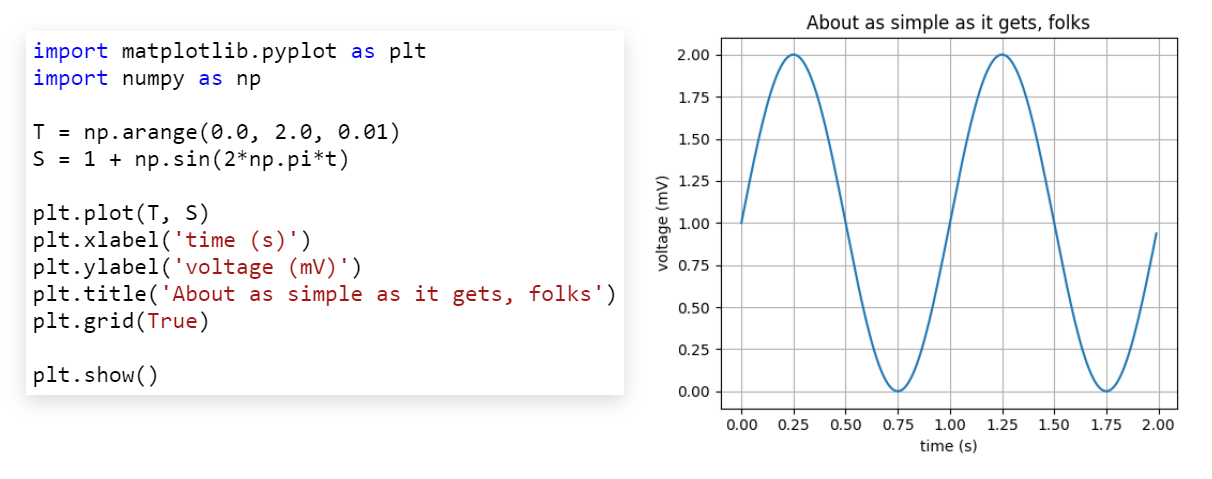 import matplotlib.pyplot as plt
import numpy as np
T = np.arange(0.0, 2.0, 0.01)
S = 1 + np.sin(2*np.pi*t)
plt.plot(T, S)
plt.xlabel('time (s)')
plt.ylabel('voltage (mV)')
plt.title('About as simple as it gets, folks')
plt.grid(True)
plt.show()
About as simple as it gets, folks
voltage (mV)
2.00
1.75
1.50
1.25
1.00
0.75
0.50
0.25
0.00
0.00 0.25 0.50 0.75 1.00 1.25 1.50 1.75 2.00
time (s)